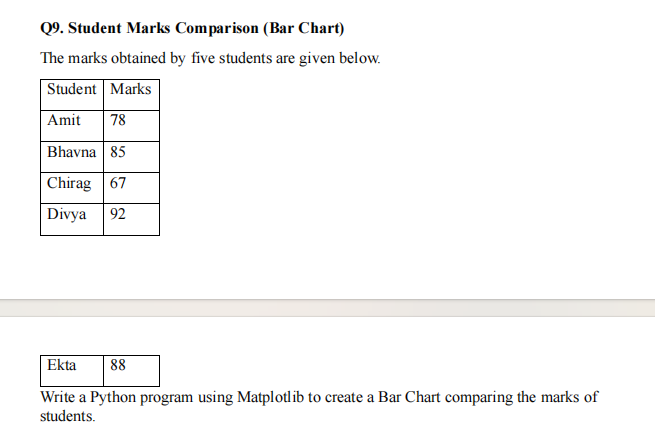 Q9. Student Marks Comparison (Bar Chart)
The marks obtained by five students are given below.
Student Marks
Amit 78
Bhavna 85
Chirag 67
Divya 92
Ekta 88
Write a Python program using Matplotlib to create a Bar Chart comparing the marks of
students.